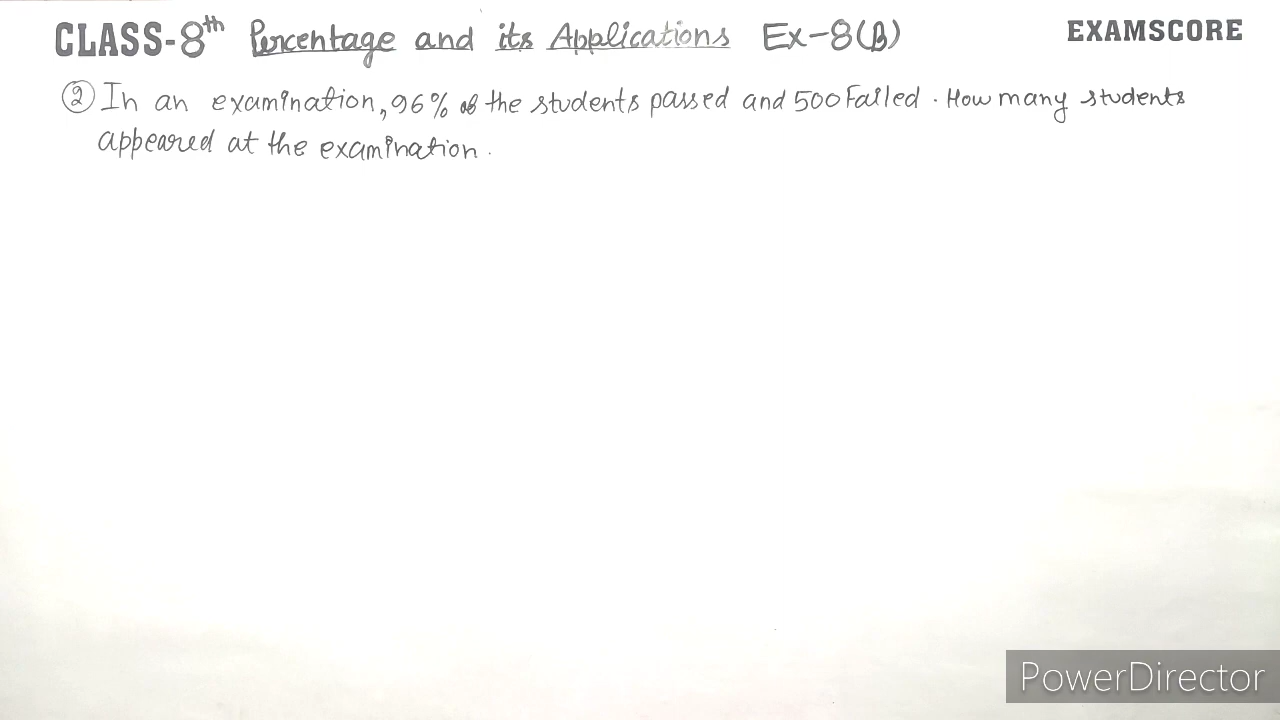 CLASS-8th Percentage and its Applications Ex-8(B) EXAMSCORE
② In an examination, 96% of the students passed and 500 Failed. How many students
appeared at the examination.
PowerDirector